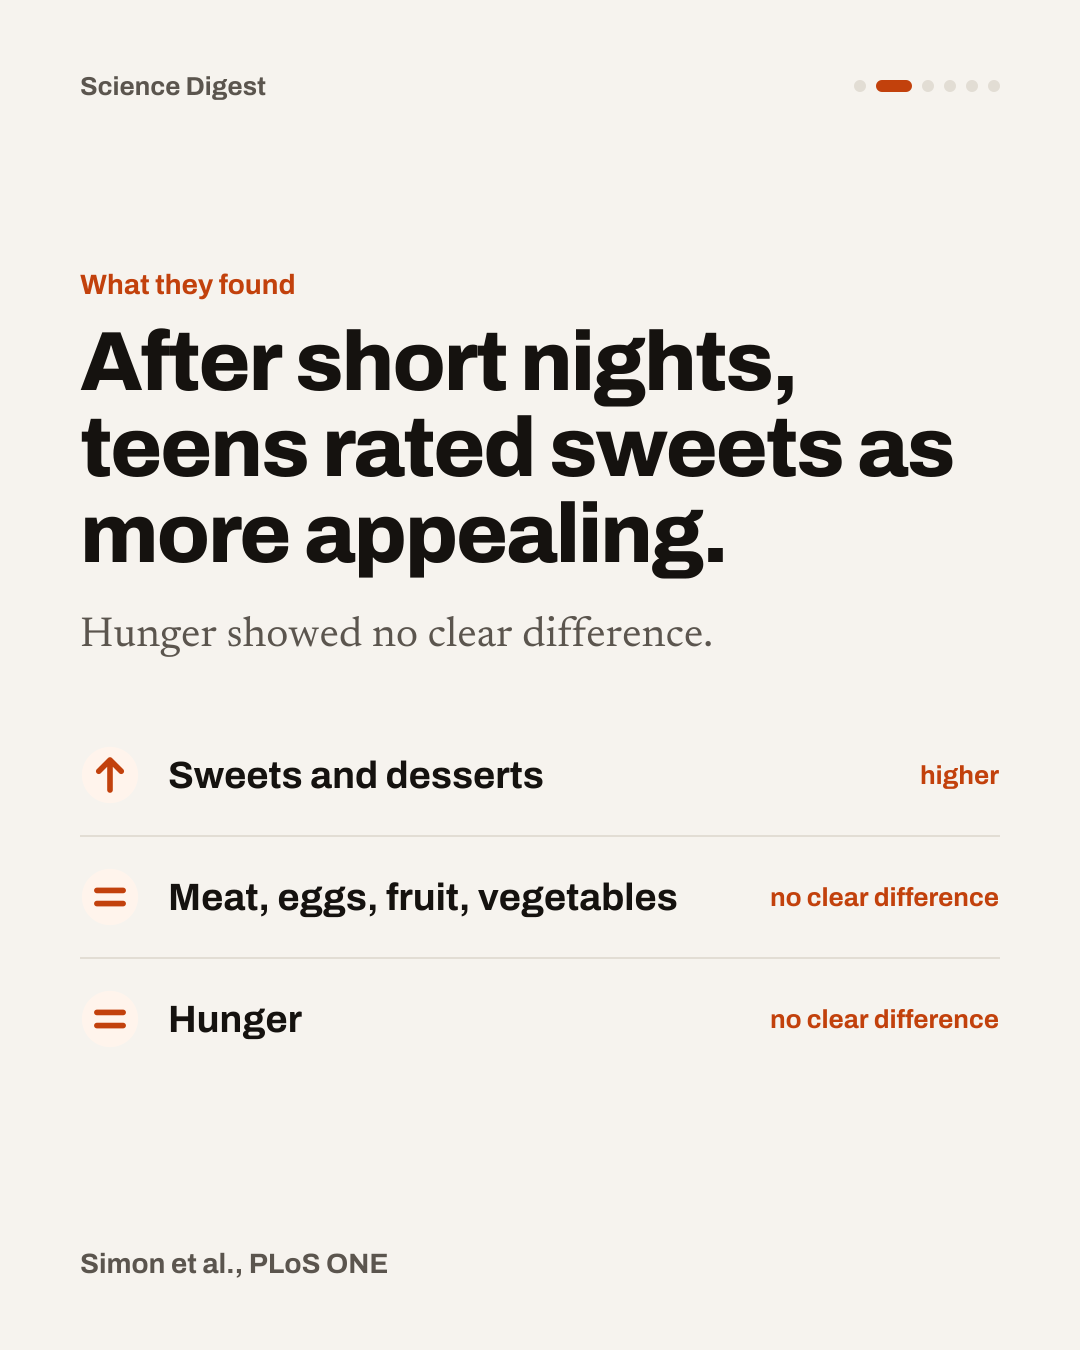 Science Digest
What they found
After short nights,
teens rated sweets as
more appealing.
Hunger showed no clear difference.
Sweets and desserts higher
Meat, eggs, fruit, vegetables no clear difference
Hunger no clear difference
Simon et al., PLoS ONE